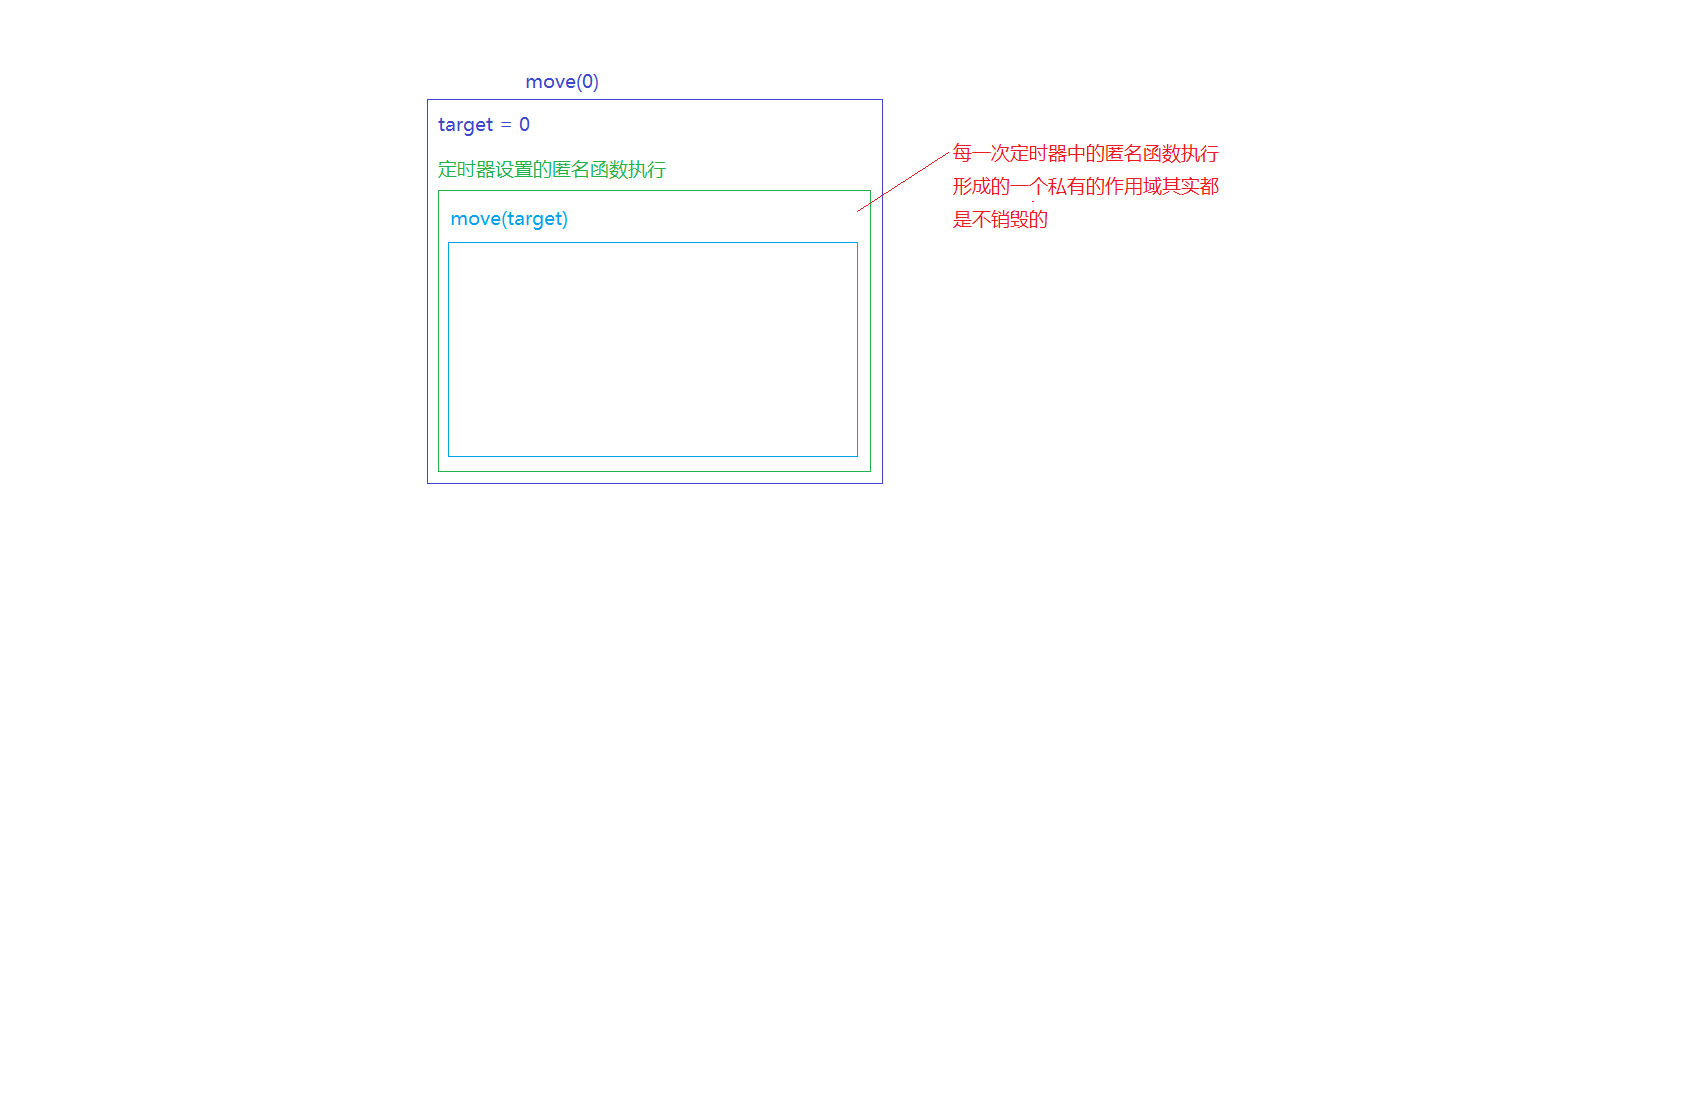 move(0)
target = 0
定时器设置的匿名函数执行
move(target)
每一次定时器中的匿名函数执行
形成的一个私有的作用域其实都
是不销毁的